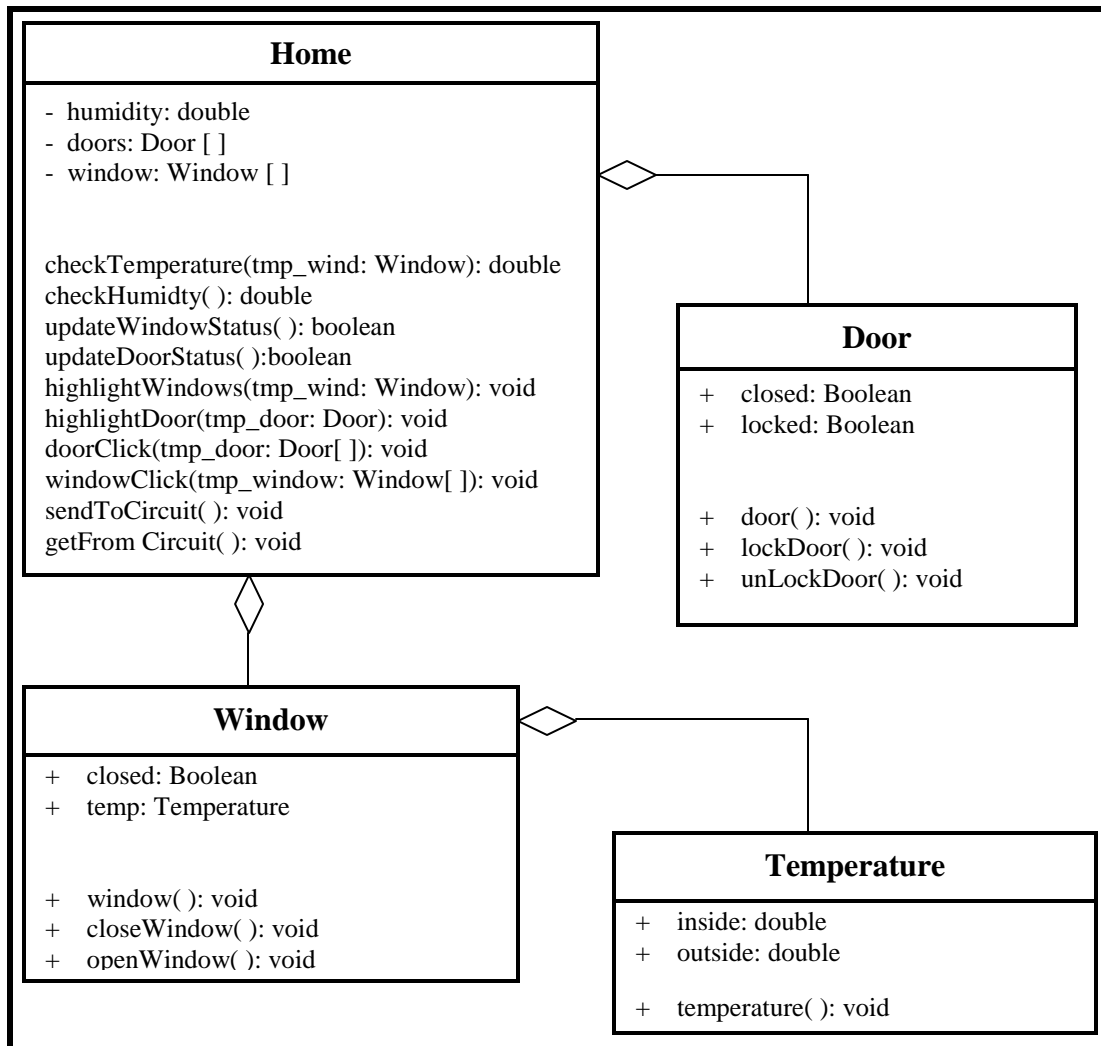 Home
- humidity: double
- doors: Door [ ]
- window: Window [ ]
checkTemperature(tmp_wind: Window): double
checkHumidty( ): double
updateWindowStatus( ): boolean
updateDoorStatus( ):boolean
highlightWindows(tmp_wind: Window): void
highlightDoor(tmp_door: Door): void
doorClick(tmp_door: Door[ ]): void
windowClick(tmp_window: Window[ ]): void
sendToCircuit( ): void
getFrom Circuit( ): void
Door
+ closed: Boolean
+ locked: Boolean
+ door( ): void
+ lockDoor( ): void
+ unLockDoor( ): void
Window
+ closed: Boolean
+ temp: Temperature
+ window( ): void
+ closeWindow( ): void
+ openWindow( ): void
Temperature
+ inside: double
+ outside: double
+ temperature( ): void